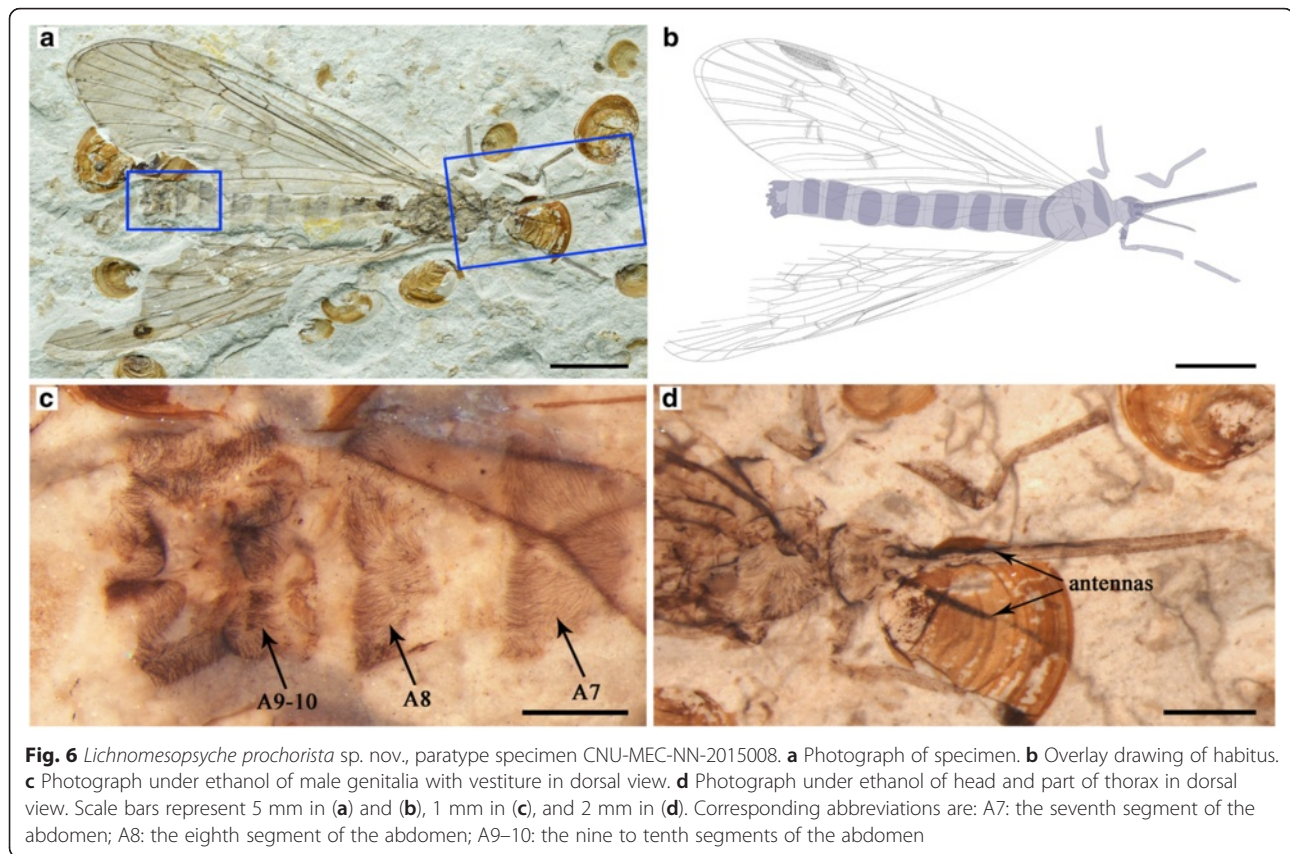 a
b
c
A9-10
A8
A7
d
antennas
Fig. 6 Lichnomesopsyche prochorista sp. nov., paratype specimen CNU-MEC-NN-2015008. a Photograph of specimen. b Overlay drawing of habitus.
c Photograph under ethanol of male genitalia with vestiture in dorsal view. d Photograph under ethanol of head and part of thorax in dorsal
view. Scale bars represent 5 mm in (a) and (b), 1 mm in (c), and 2 mm in (d). Corresponding abbreviations are: A7: the seventh segment of the
abdomen; A8: the eighth segment of the abdomen; A9–10: the nine to tenth segments of the abdomen